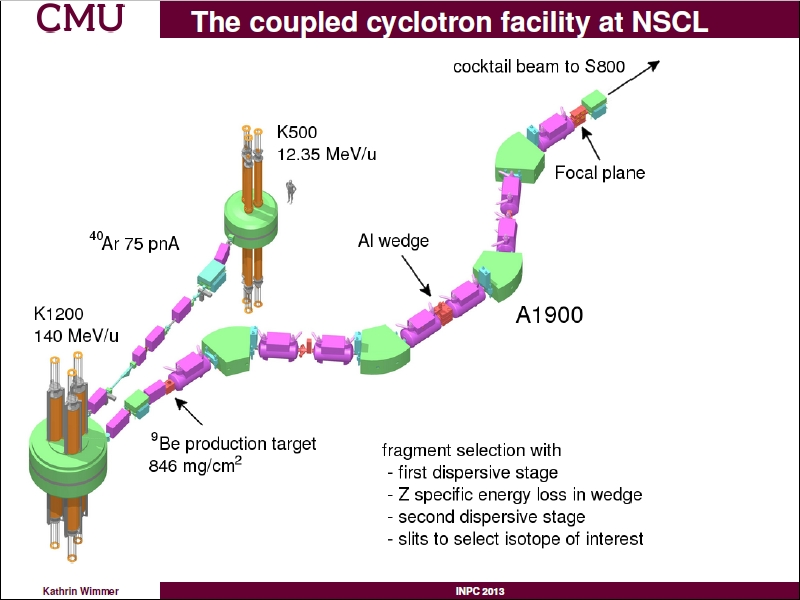 CMU
The coupled cyclotron facility at NSCL
cocktail beam to S800
K500
12.35 MeV/u
Focal plane
⁴⁰Ar 75 pnA
Al wedge
K1200
140 MeV/u
A1900
⁹Be production target
846 mg/cm²
fragment selection with
- first dispersive stage
- Z specific energy loss in wedge
- second dispersive stage
- slits to select isotope of interest
Kathrin Wimmer
INPC 2013